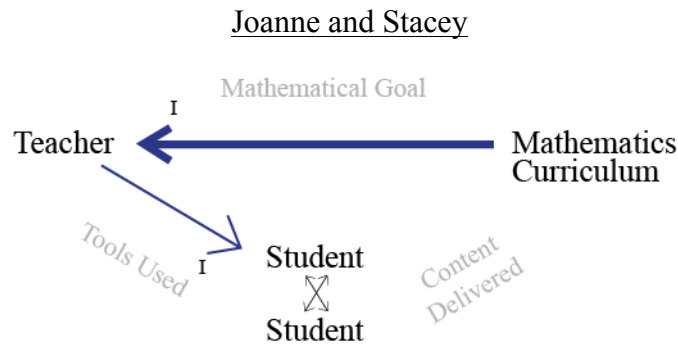 Joanne and Stacey
Mathematical Goal
I
Teacher
Mathematics
Curriculum
Tools Used
I
Student
Content
Delivered
Student